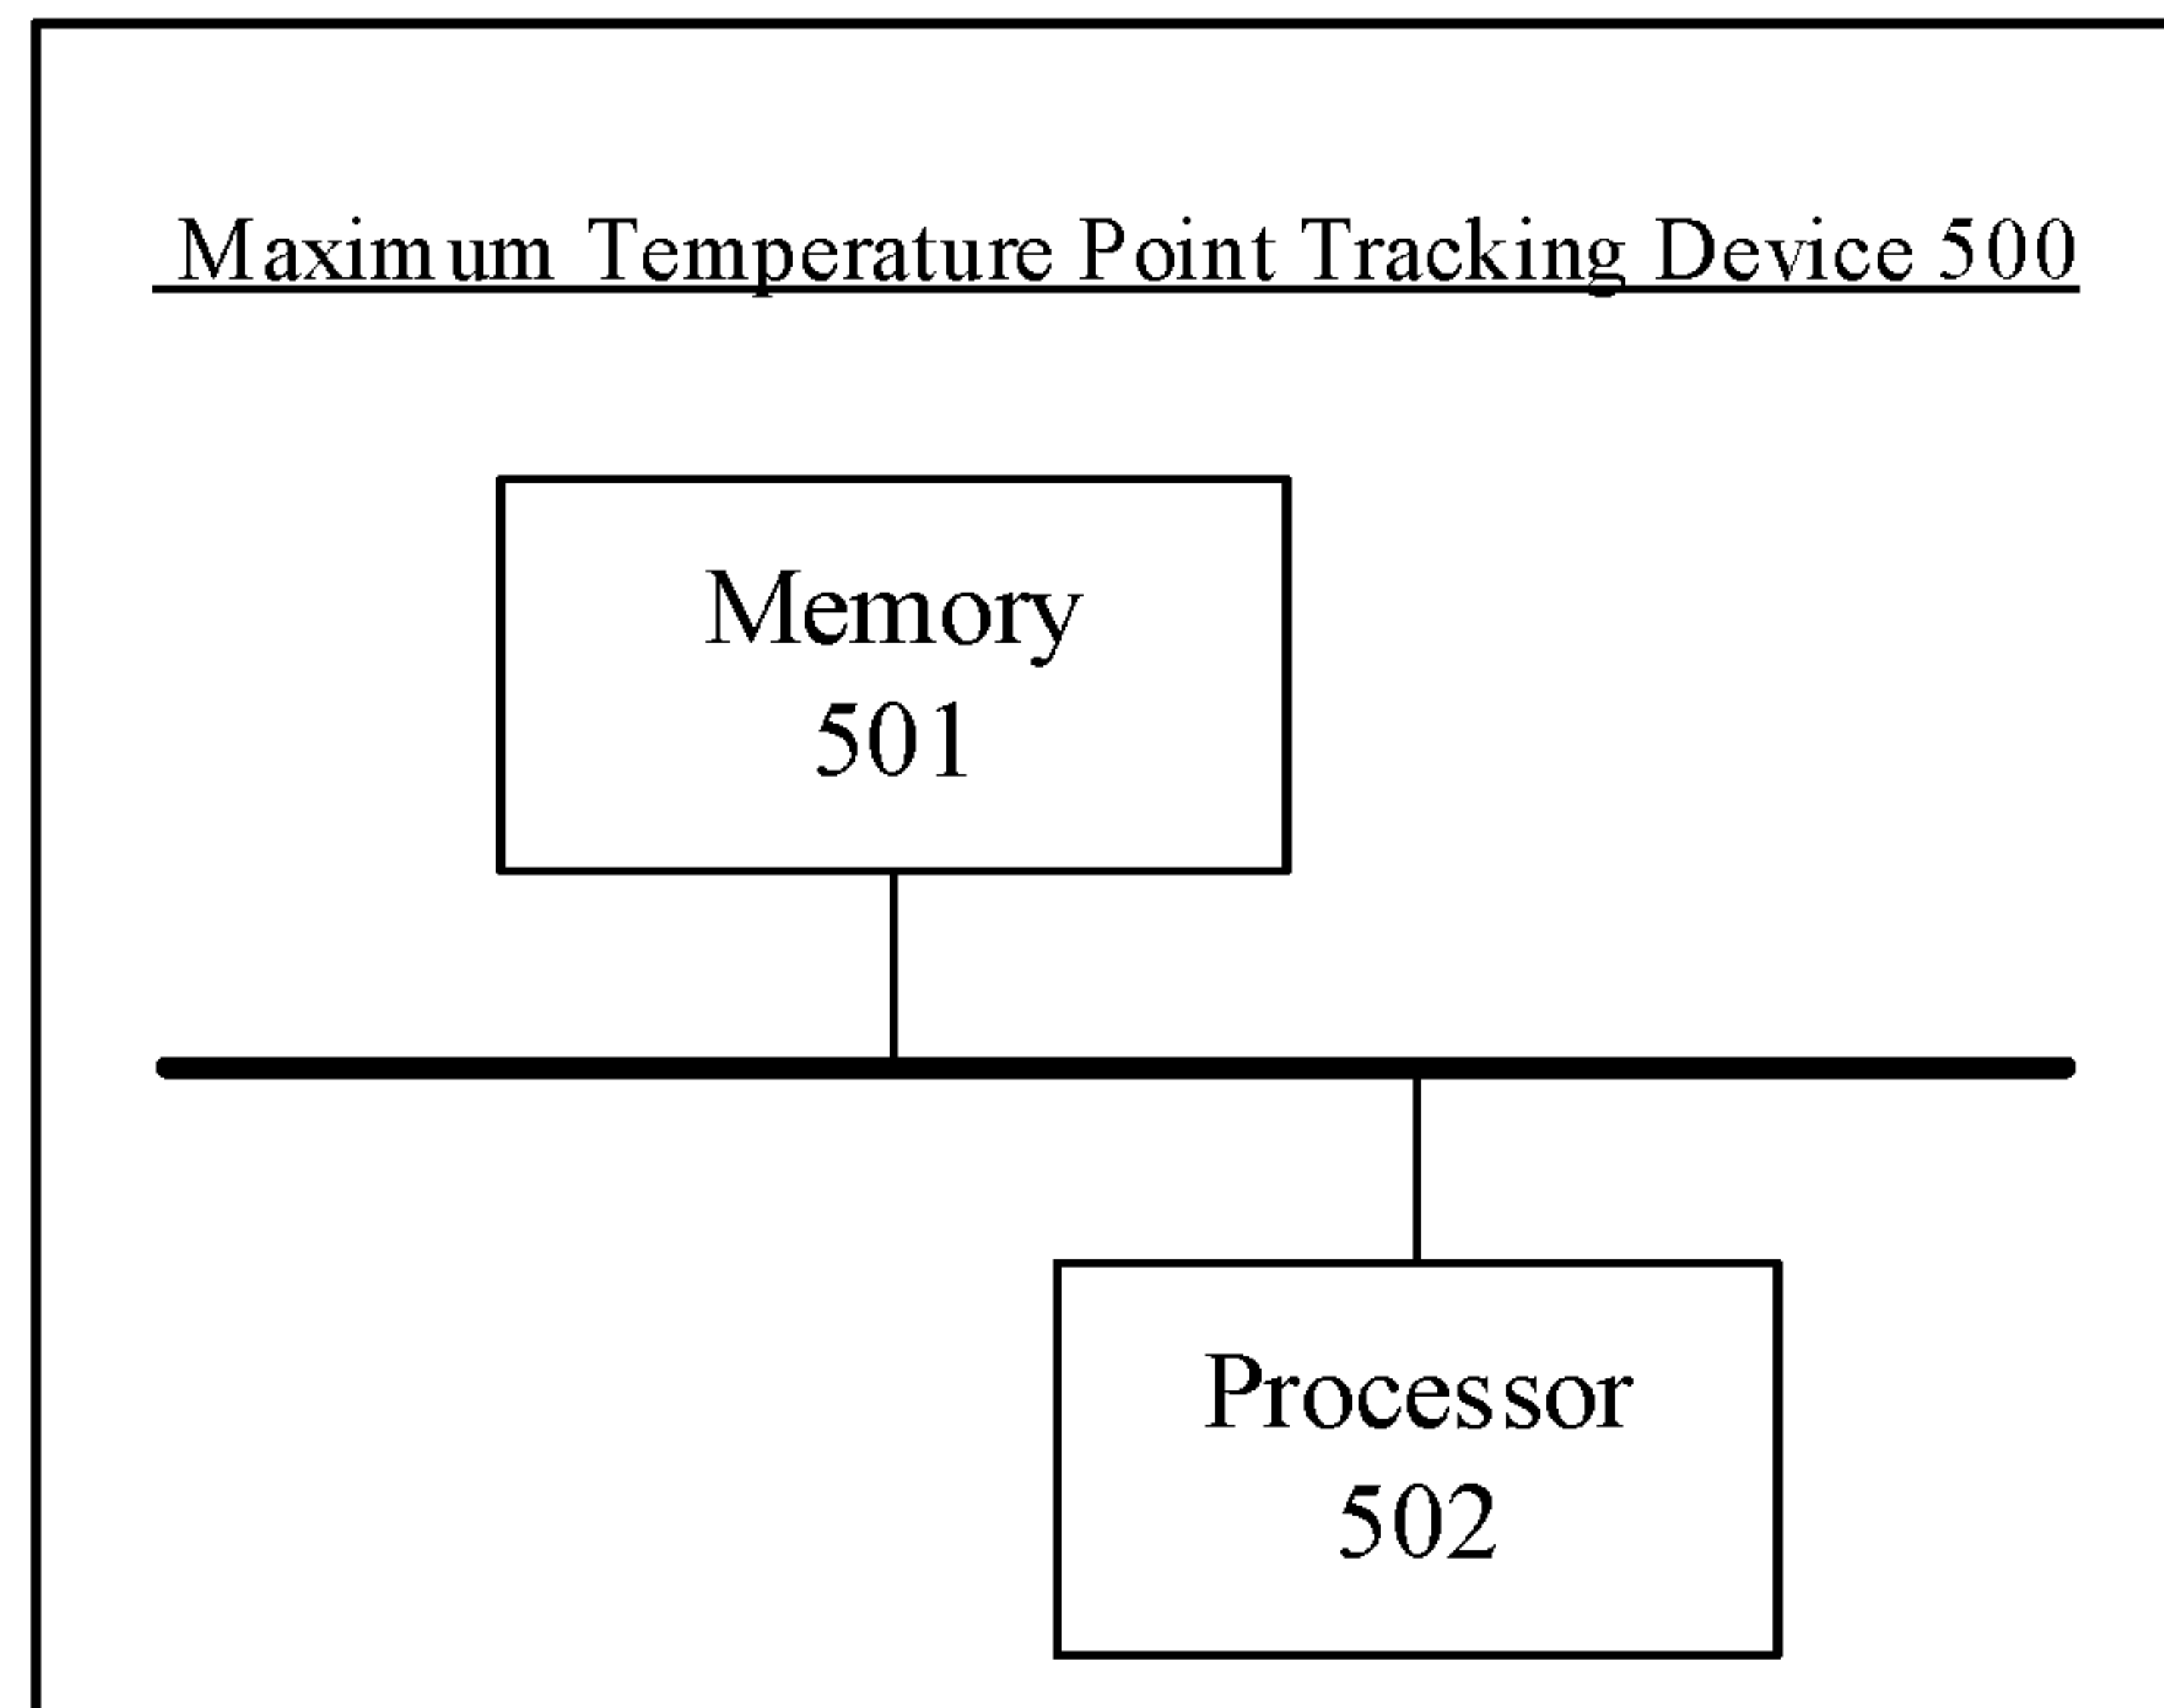 Maximum Temperature Point Tracking Device 500
Memory
501
Processor
502